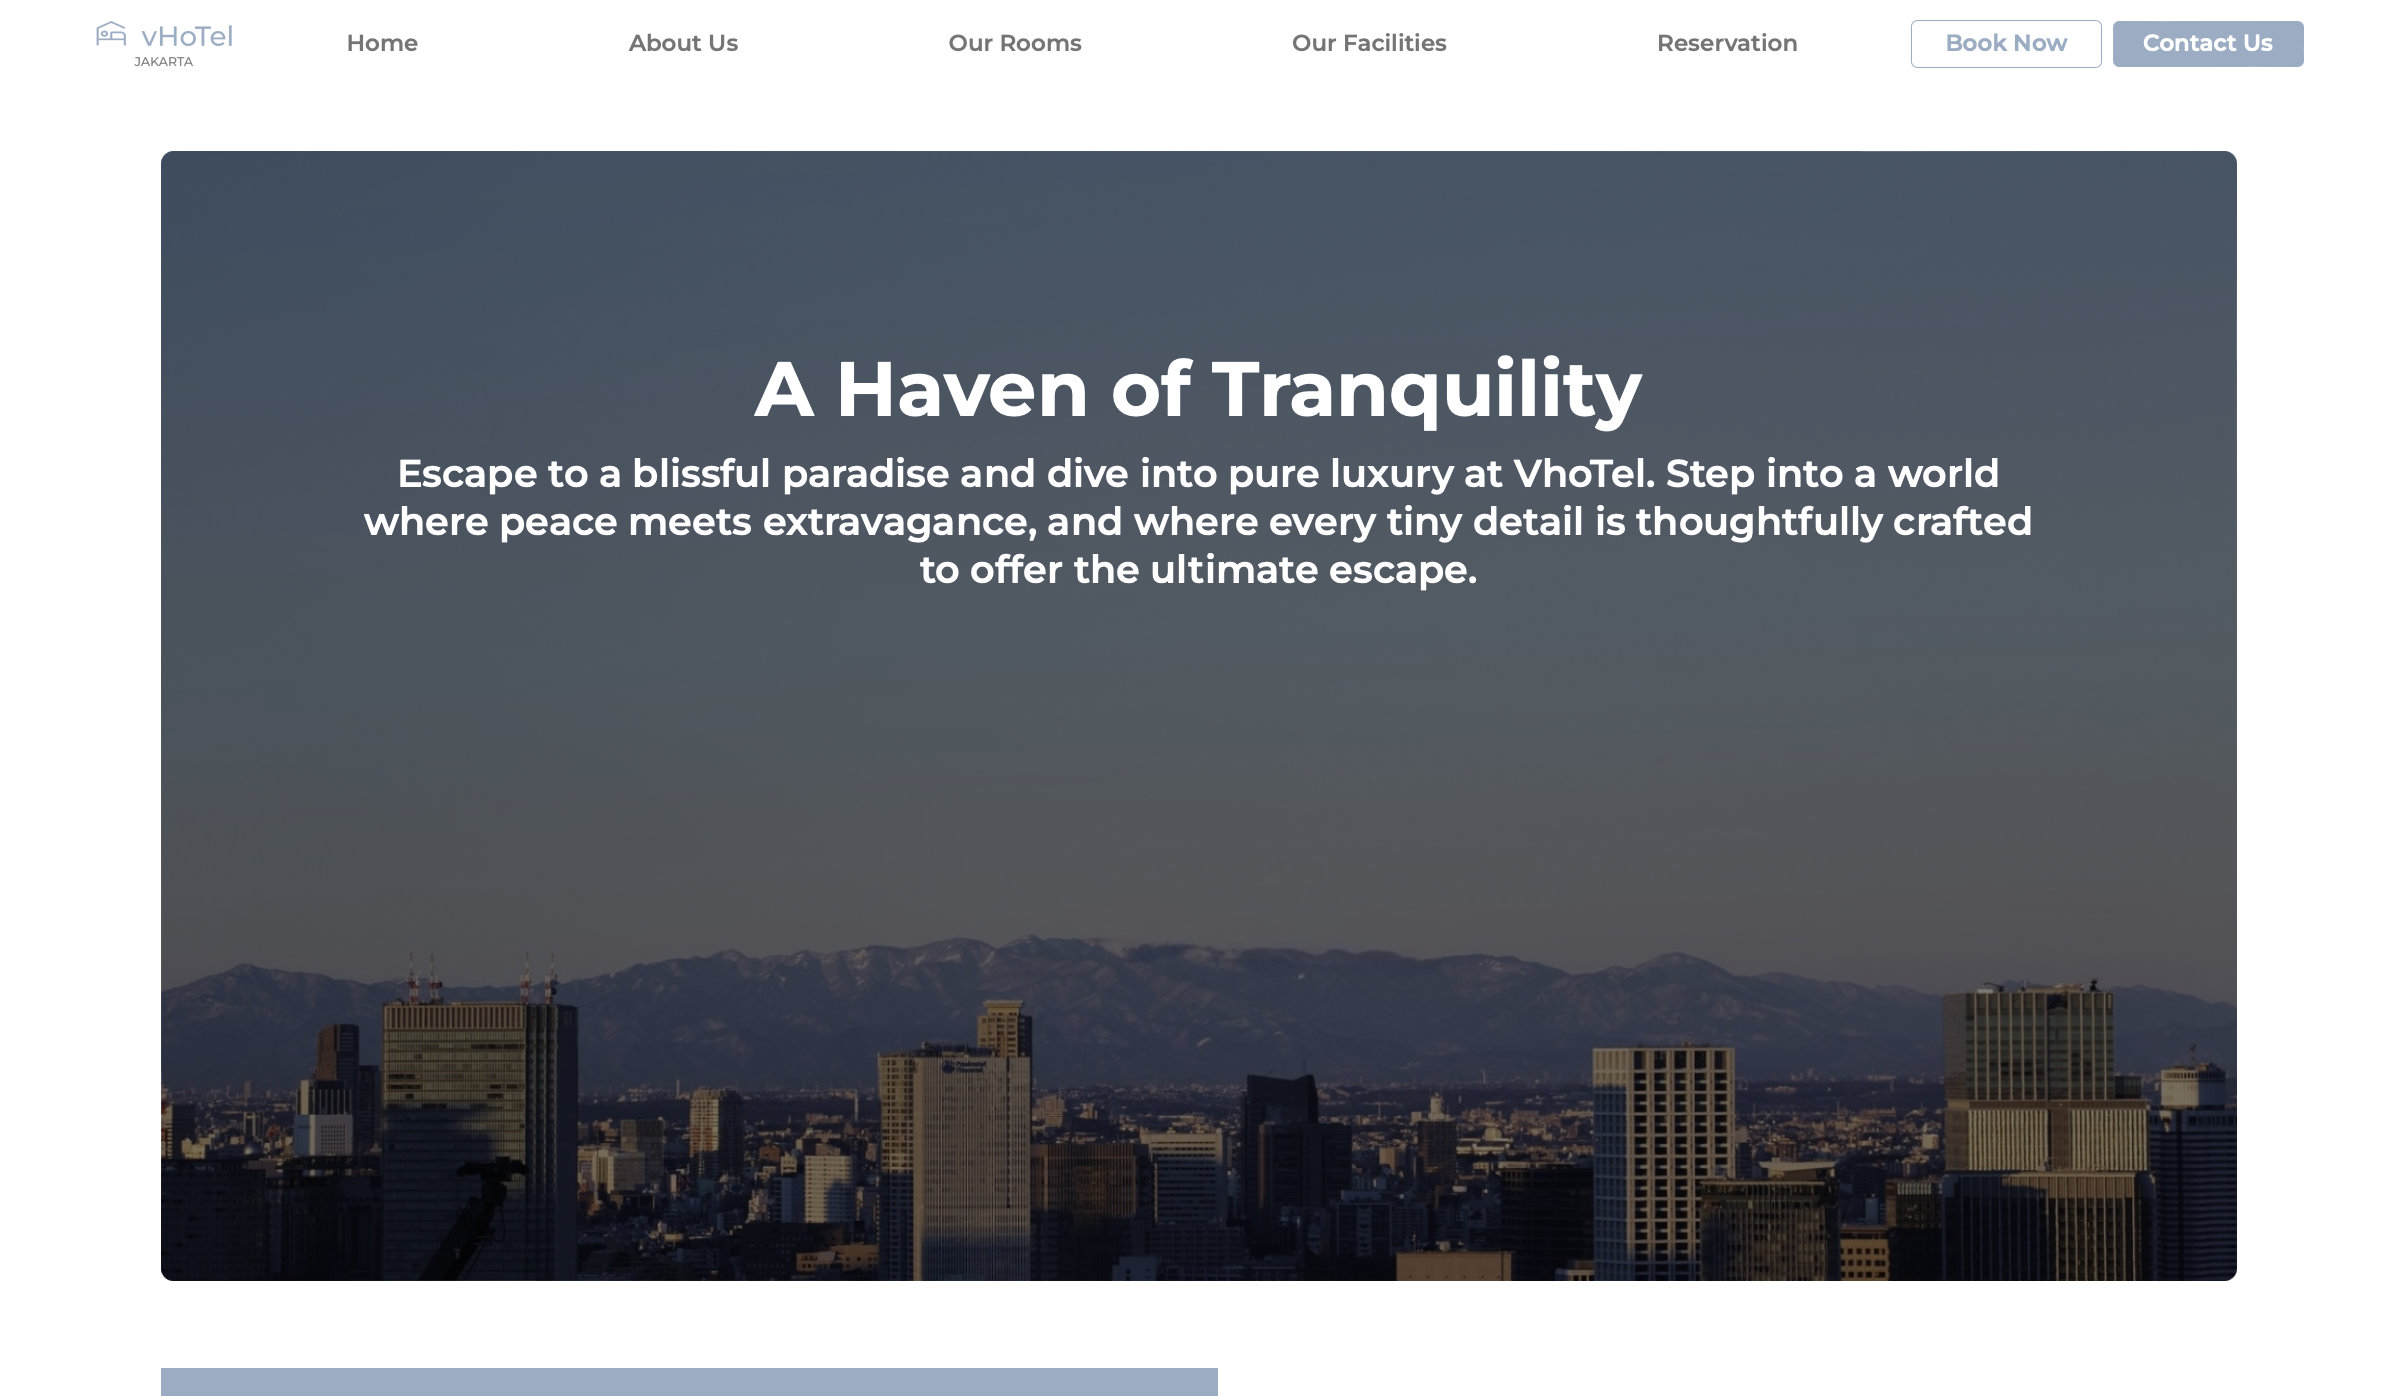 vHoTel
JAKARTA
Home
About Us
Our Rooms
Our Facilities
Reservation
Book Now
Contact Us
A Haven of Tranquility
Escape to a blissful paradise and dive into pure luxury at VhoTel. Step into a world
where peace meets extravagance, and where every tiny detail is thoughtfully crafted
to offer the ultimate escape.